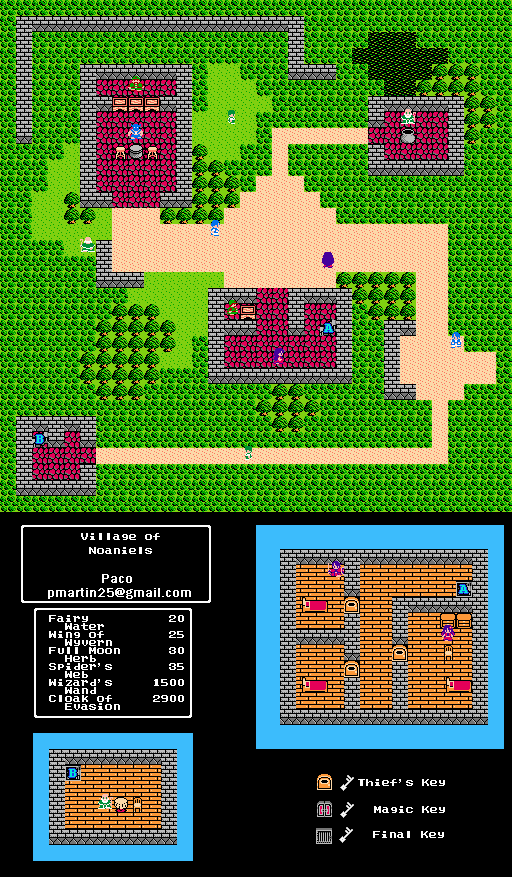 A
B
Village of
Noaniels
Paco
pmartin25@gmail.com
Fairy 20
Water
Wing Of 25
Wyvern
Full Moon 30
Herb
Spider's 35
Web
Wizard's 1500
Wand
Cloak of 2900
Evasion
A
B
Thief's Key
Magic Key
Final Key